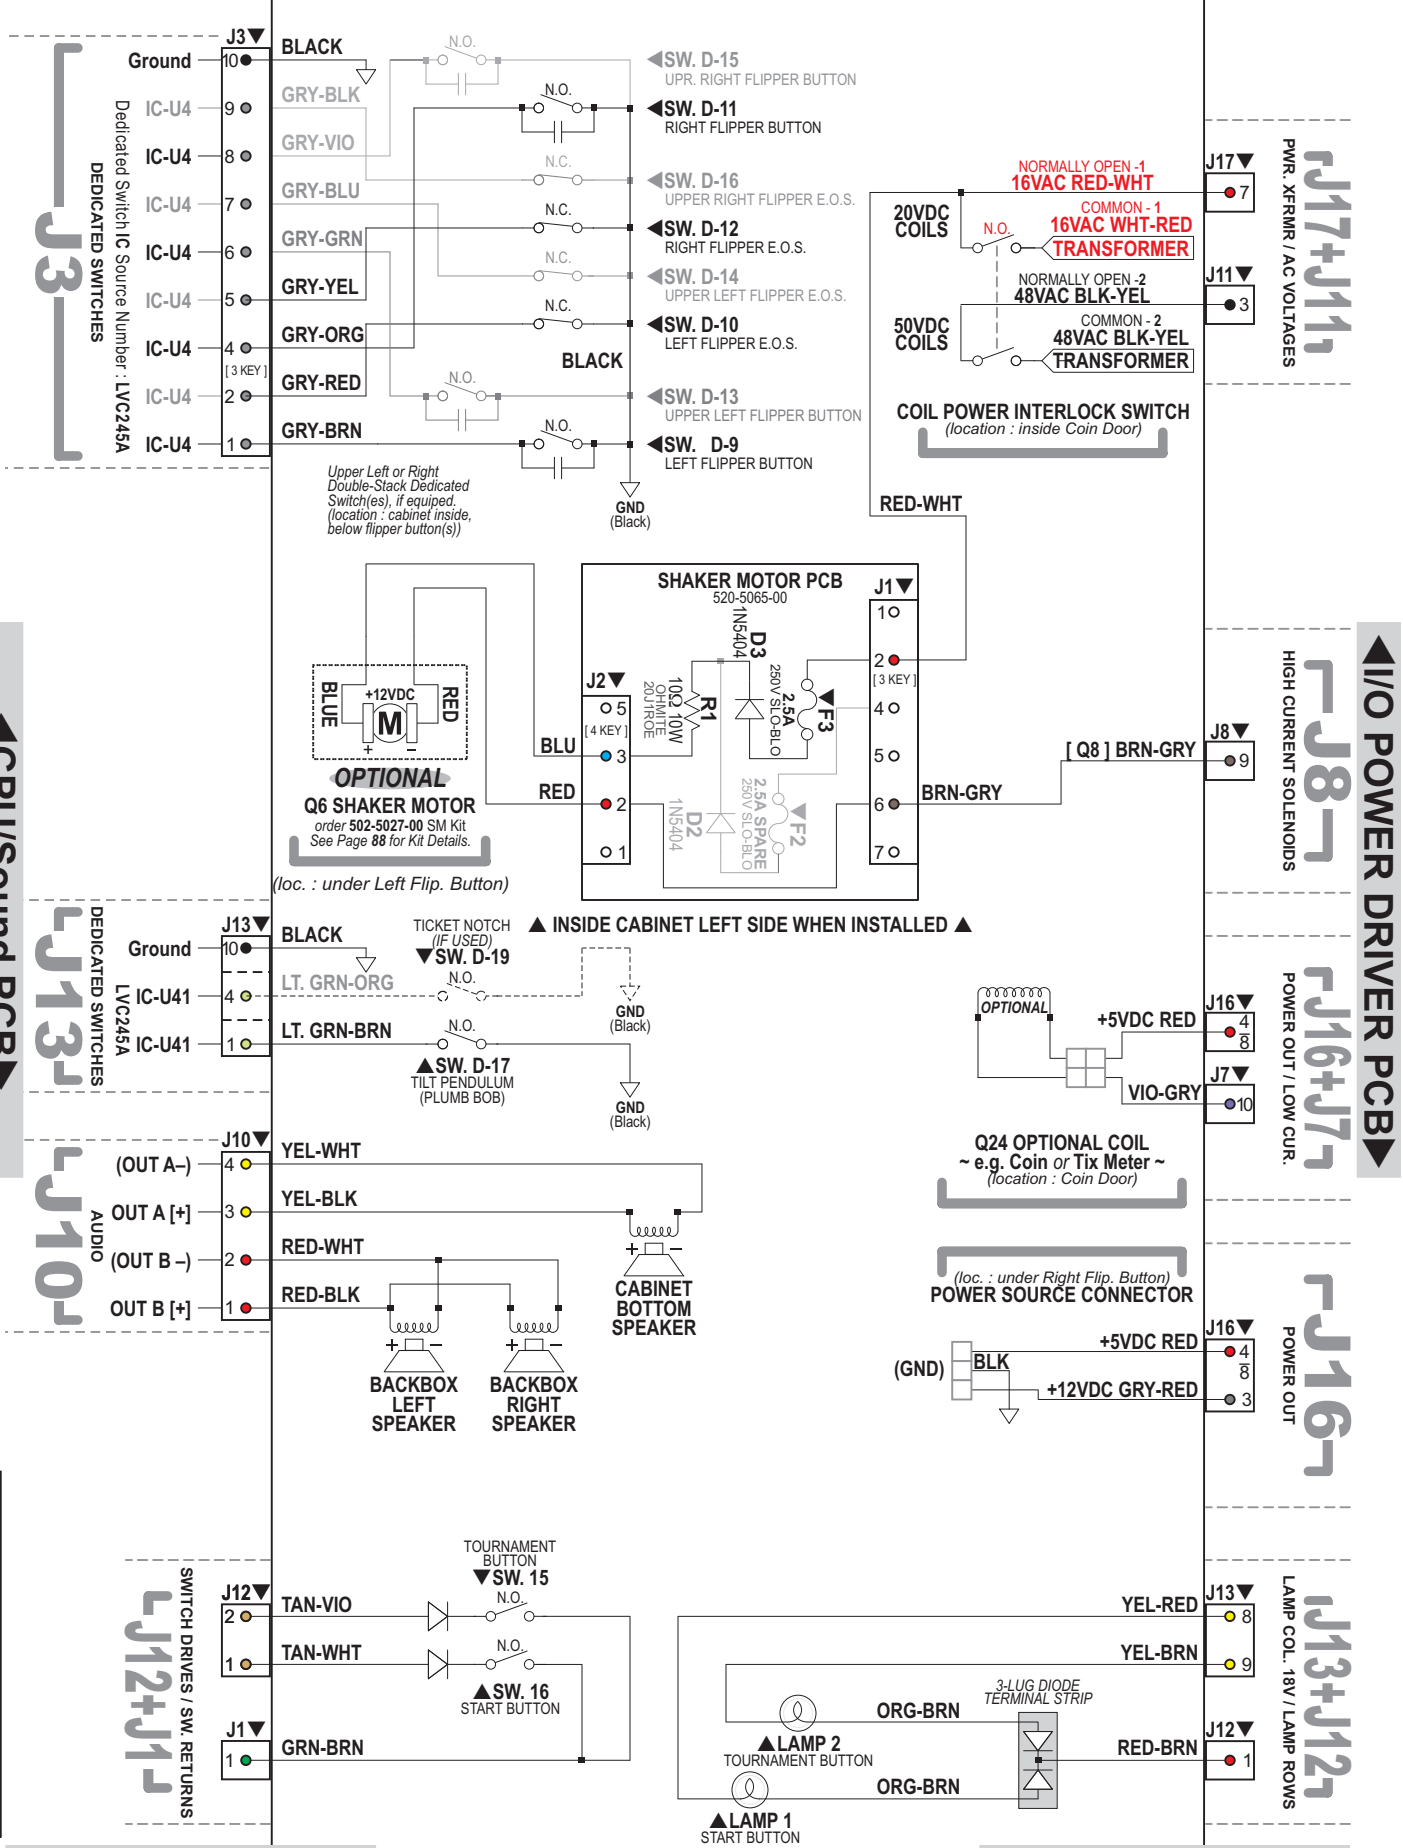 J3▼
Ground
10
BLACK
IC-U4
9
GRY-BLK
IC-U4
8
GRY-VIO
IC-U4
7
GRY-BLU
IC-U4
6
GRY-GRN
IC-U4
5
GRY-YEL
IC-U4
4
GRY-ORG
[ 3 KEY ]
IC-U4
2
GRY-RED
IC-U4
1
GRY-BRN
J3
DEDICATED SWITCHES
Dedicated Switch IC Source Number : LVC245A
N.O.
◀SW. D-15
UPR. RIGHT FLIPPER BUTTON
N.O.
◀SW. D-11
RIGHT FLIPPER BUTTON
N.C.
◀SW. D-16
UPPER RIGHT FLIPPER E.O.S.
N.C.
◀SW. D-12
RIGHT FLIPPER E.O.S.
N.C.
◀SW. D-14
UPPER LEFT FLIPPER E.O.S.
N.C.
◀SW. D-10
LEFT FLIPPER E.O.S.
BLACK
N.O.
◀SW. D-13
UPPER LEFT FLIPPER BUTTON
N.O.
◀SW. D-9
LEFT FLIPPER BUTTON
GND
(Black)
Upper Left or Right
Double-Stack Dedicated
Switch(es), if equiped.
(location : cabinet inside,
below flipper button(s))
J17+J11
PWR. XFRMR / AC VOLTAGES
J17▼
7
NORMALLY OPEN -1
16VAC RED-WHT
COMMON - 1
16VAC WHT-RED
TRANSFORMER
N.O.
20VDC
COILS
J11▼
3
NORMALLY OPEN -2
48VAC BLK-YEL
COMMON - 2
48VAC BLK-YEL
TRANSFORMER
50VDC
COILS
COIL POWER INTERLOCK SWITCH
(location : inside Coin Door)
RED-WHT
SHAKER MOTOR PCB
520-5065-00
J1▼
1
2
[ 3 KEY ]
4
5
6
7
D3
1N5404
▼F3
2.5A
250V SLO-BLO
R1
10Ω 10W
OHMITE
20J1ROE
▼F2
2.5A SPARE
250V SLO-BLO
D2
1N5404
J2▼
5
[ 4 KEY ]
3
2
1
BLU
RED
BLUE
+12VDC
M
+ −
RED
OPTIONAL
Q6 SHAKER MOTOR
order 502-5027-00 SM Kit
See Page 88 for Kit Details.
(loc. : under Left Flip. Button)
▲ INSIDE CABINET LEFT SIDE WHEN INSTALLED ▲
BRN-GRY
[ Q8 ] BRN-GRY
J8▼
9
J8
HIGH CURRENT SOLENOIDS
◀I/O POWER DRIVER PCB▶
◀CPU/Sound PCB▶
J13
DEDICATED SWITCHES
LVC245A
J13▼
Ground
10
BLACK
IC-U41
4
LT. GRN-ORG
IC-U41
1
LT. GRN-BRN
TICKET NOTCH
(IF USED)
▼SW. D-19
N.O.
GND
(Black)
N.O.
▲SW. D-17
TILT PENDULUM
(PLUMB BOB)
GND
(Black)
OPTIONAL
+5VDC RED
VIO-GRY
J16▼
4
8
J7▼
10
J16+J7
POWER OUT / LOW CUR.
Q24 OPTIONAL COIL
~ e.g. Coin or Tix Meter ~
(location : Coin Door)
J10
AUDIO
J10▼
(OUT A–)
4
YEL-WHT
OUT A [+]
3
YEL-BLK
(OUT B –)
2
RED-WHT
OUT B [+]
1
RED-BLK
+ −
CABINET
BOTTOM
SPEAKER
+ −
BACKBOX
LEFT
SPEAKER
+ −
BACKBOX
RIGHT
SPEAKER
(loc. : under Right Flip. Button)
POWER SOURCE CONNECTOR
(GND)
+5VDC RED
BLK
+12VDC GRY-RED
J16▼
4
8
3
J16
POWER OUT
J12+J1
SWITCH DRIVES / SW. RETURNS
J12▼
2
TAN-VIO
1
TAN-WHT
J1▼
1
GRN-BRN
TOURNAMENT
BUTTON
▼SW. 15
N.O.
N.O.
▲SW. 16
START BUTTON
J13▼
8
YEL-RED
9
YEL-BRN
J12▼
1
RED-BRN
3-LUG DIODE
TERMINAL STRIP
ORG-BRN
▲LAMP 2
TOURNAMENT BUTTON
ORG-BRN
▲LAMP 1
START BUTTON
J13+J12
LAMP COL. 18V / LAMP ROWS